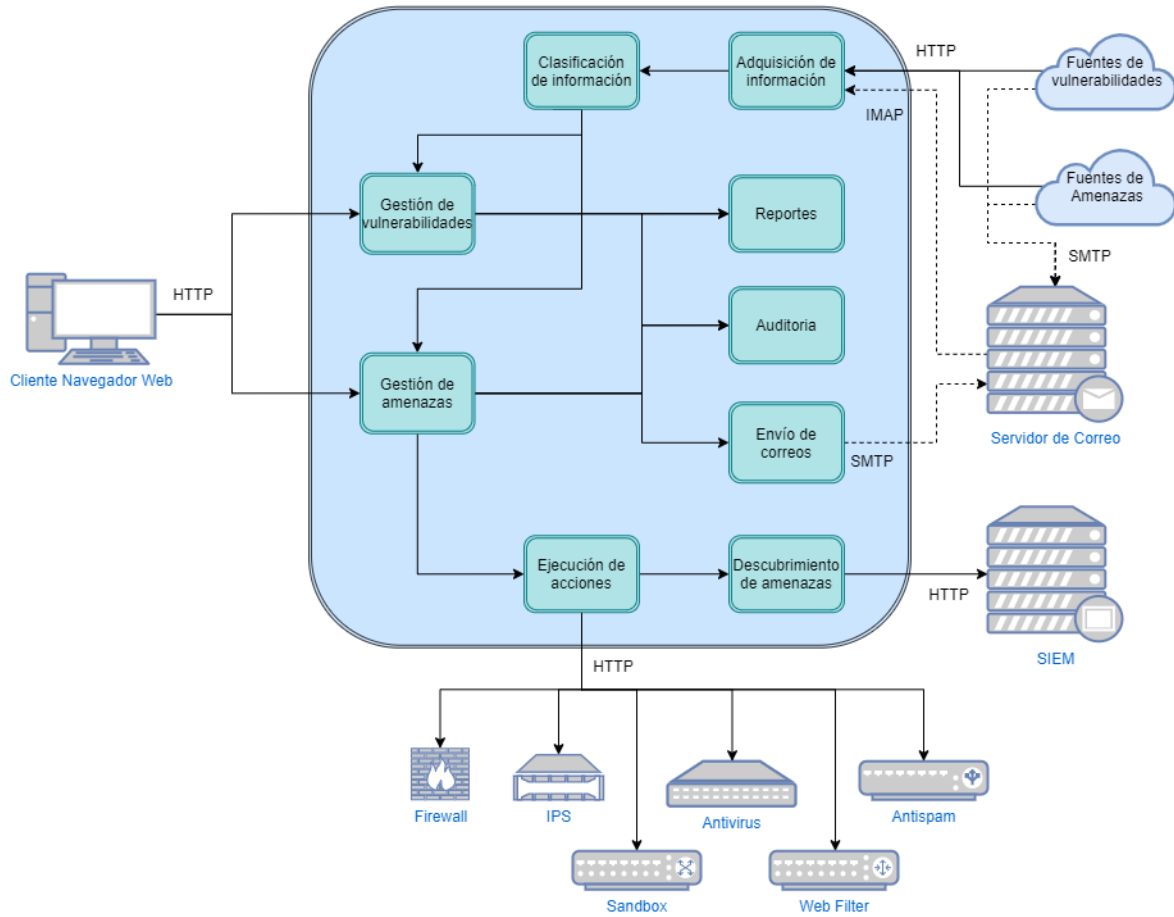 Clasificación
de información
Adquisición de
información
HTTP
Fuentes de
vulnerabilidades
IMAP
Gestión de
vulnerabilidades
Reportes
Fuentes de
Amenazas
SMTP
HTTP
Cliente Navegador Web
Auditoria
Gestión de
amenazas
Envío de
correos
SMTP
Servidor de Correo
Ejecución de
acciones
Descubrimiento
de amenazas
HTTP
SIEM
HTTP
Firewall
IPS
Antivirus
Antispam
Sandbox
Web Filter